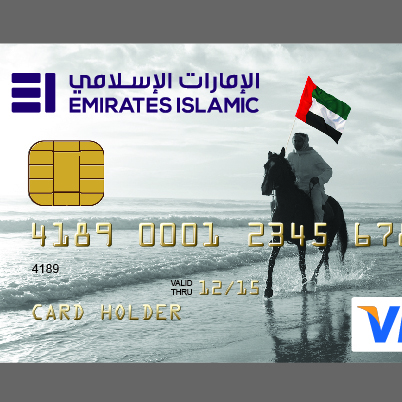 الإمارات الإسلامي
EMIRATES ISLAMIC
4189 0001 2345 67
4189
VALID THRU 12/15
CARD HOLDER